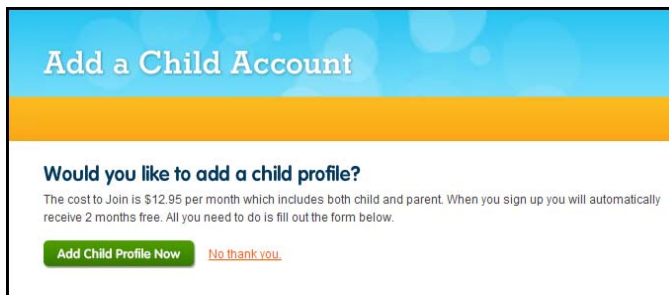 Add a Child Account
Would you like to add a child profile?
The cost to Join is $12.95 per month which includes both child and parent. When you sign up you will automatically
receive 2 months free. All you need to do is fill out the form below.
Add Child Profile Now No thank you.